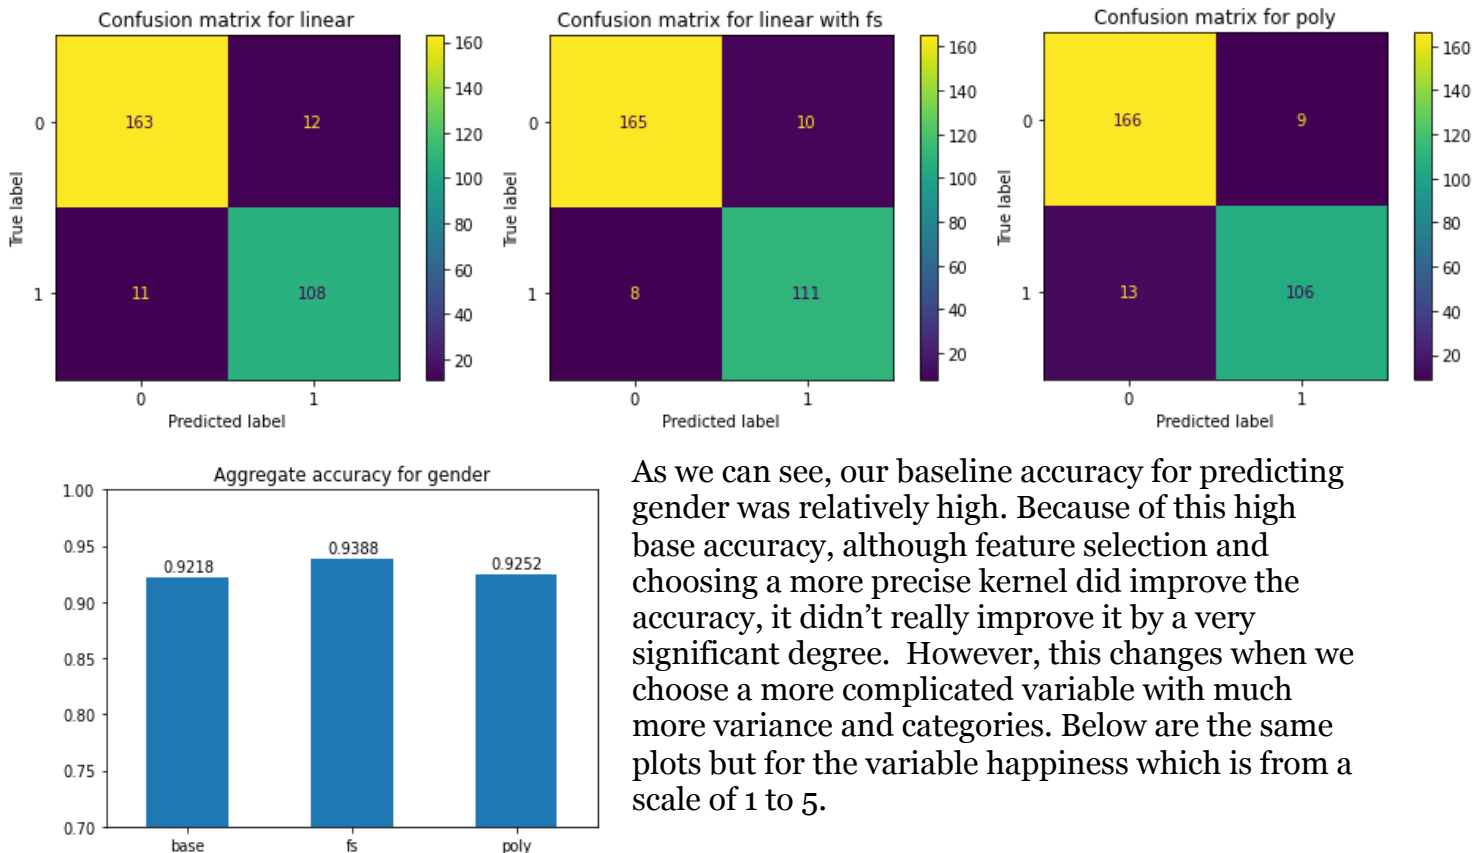 Confusion matrix for linear
163 12
11 108
0
1
0 1
True label
Predicted label
160
140
120
100
80
60
40
20
Confusion matrix for linear with fs
165 10
8 111
0
1
0 1
True label
Predicted label
160
140
120
100
80
60
40
20
Confusion matrix for poly
166 9
13 106
0
1
0 1
True label
Predicted label
160
140
120
100
80
60
40
20
Aggregate accuracy for gender
1.00
0.95
0.90
0.85
0.80
0.75
0.70
0.9218 0.9388 0.9252
base fs poly
As we can see, our baseline accuracy for predicting
gender was relatively high. Because of this high
base accuracy, although feature selection and
choosing a more precise kernel did improve the
accuracy, it didn’t really improve it by a very
significant degree.  However, this changes when we
choose a more complicated variable with much
more variance and categories. Below are the same
plots but for the variable happiness which is from a
scale of 1 to 5.